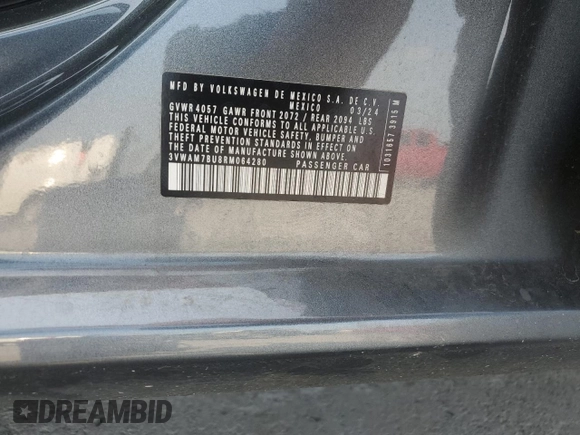 MFD BY VOLKSWAGEN DE MEXICO S.A. DE C.V.
MEXICO 03/24
GVWR 4057 GAWR FRONT 2072 / REAR 2094 LBS
THIS VEHICLE CONFORMS TO ALL APPLICABLE U.S.
FEDERAL MOTOR VEHICLE SAFETY, BUMPER AND
THEFT PREVENTION STANDARDS IN EFFECT ON
THE DATE OF MANUFACTURE SHOWN ABOVE
3VWAM7BU8RM064280 PASSENGER CAR
1031657 3915 M
DREAMBID